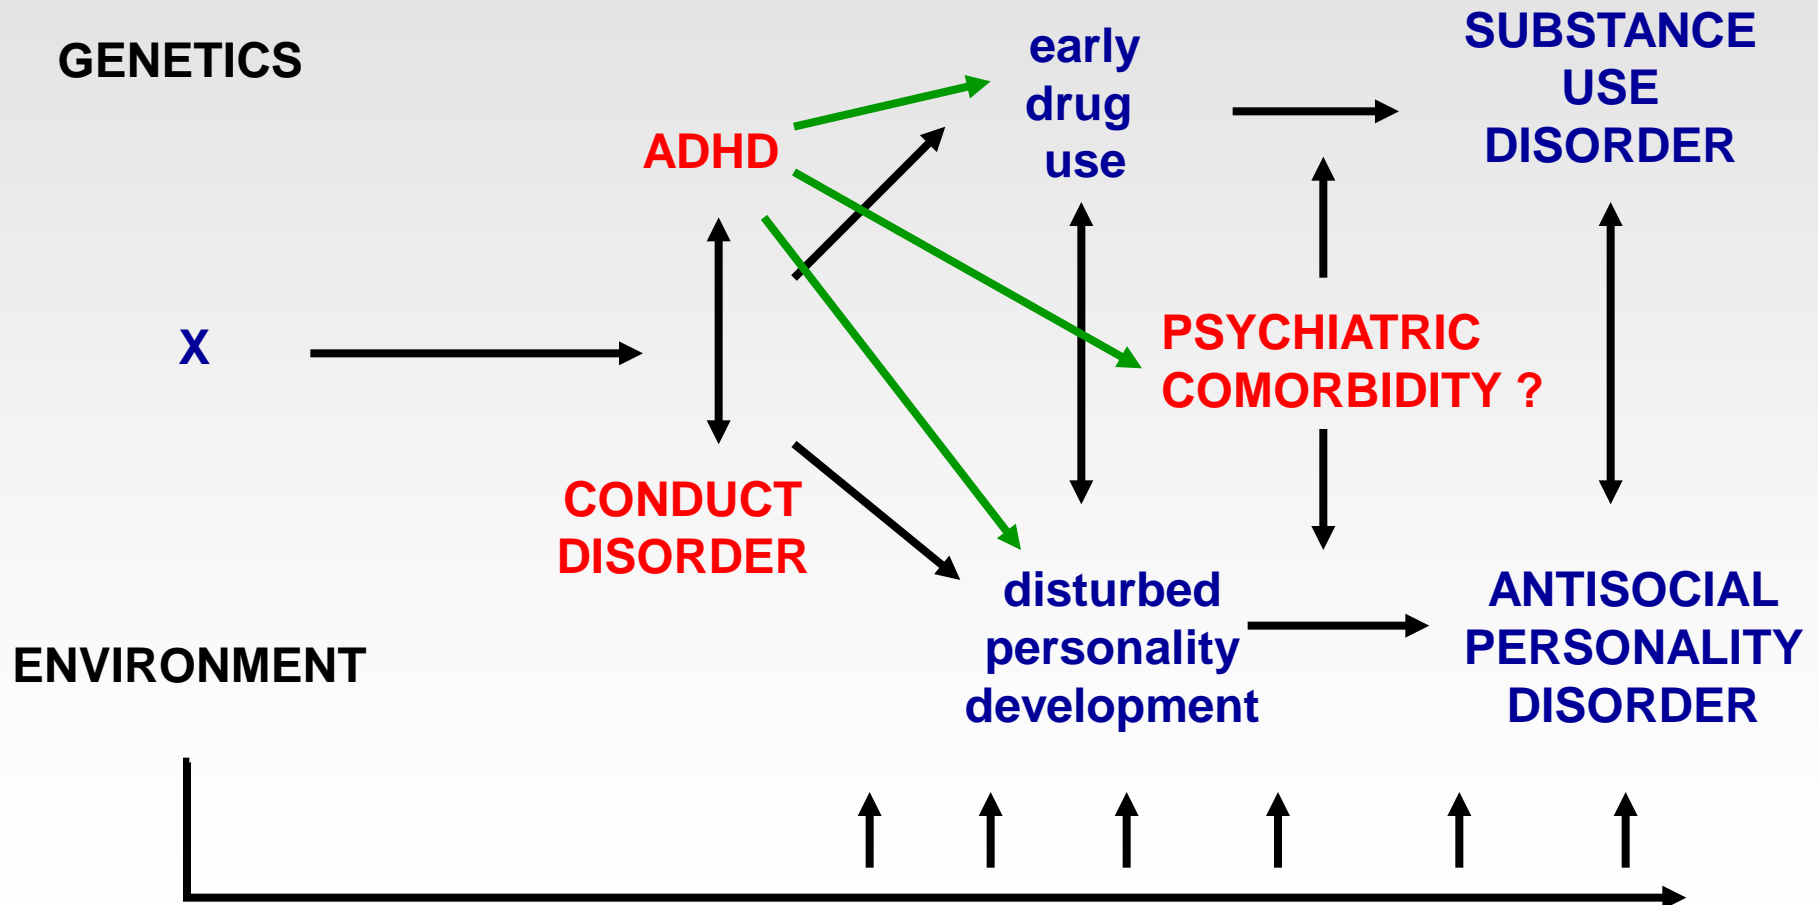 GENETICS
early
drug
use
SUBSTANCE
USE
DISORDER
ADHD
X
PSYCHIATRIC
COMORBIDITY ?
CONDUCT
DISORDER
disturbed
personality
development
ANTISOCIAL
PERSONALITY
DISORDER
ENVIRONMENT